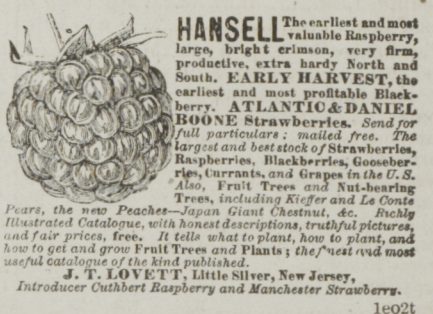 HANSELL The earliest and most
valuable Raspberry,
large, bright crimson, very firm,
productive, extra hardy North and
South. EARLY HARVEST, the
earliest and most profitable Black-
berry. ATLANTIC & DANIEL
BOONE Strawberries. Send for
full particulars; mailed free. The
largest and best stock of Strawberries,
Raspberries, Blackberries, Gooseber-
ries, Currants, and Grapes in the U. S.
Also, Fruit Trees and Nut-bearing
Trees, including Kieffer and Le Conte
Pears, the new Peaches—Japan Giant Chestnut, &c. Richly
Illustrated Catalogue, with honest descriptions, truthful pictures,
and fair prices, free. It tells what to plant, how to plant, and
how to get and grow Fruit Trees and Plants; the finest and most
useful catalogue of the kind published.
J. T. LOVETT, Little Silver, New Jersey,
Introducer Cuthbert Raspberry and Manchester Strawberry.
1eo2t